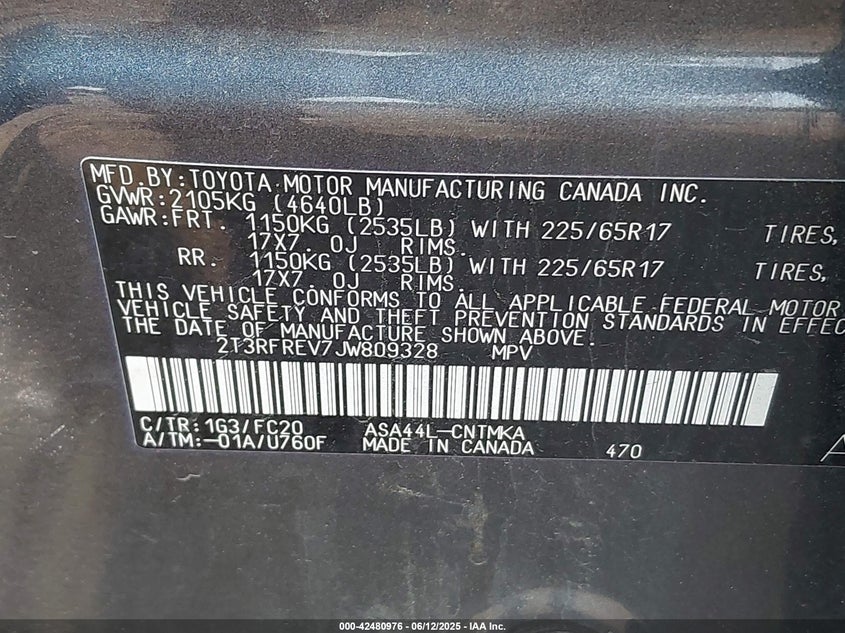 MFD.BY:TOYOTA MOTOR MANUFACTURING CANADA INC.
GVWR:2105KG (4640LB)
GAWR:FRT. 1150KG (2535LB) WITH 225/65R17 TIRES,
17X7. 0J RIMS.
RR. 1150KG (2535LB) WITH 225/65R17 TIRES,
17X7. 0J RIMS.
THIS VEHICLE CONFORMS TO ALL APPLICABLE FEDERAL MOTOR
VEHICLE SAFETY AND THEFT PREVENTION STANDARDS IN EFFEC
THE DATE OF MANUFACTURE SHOWN ABOVE.
2T3RFREV7JW809328 MPV
C/TR:1G3/FC20 ASA44L-CNTMKA
A/TM:-01A/U760F MADE IN CANADA 470
000-42480976 - 06/12/2025 - IAA Inc.